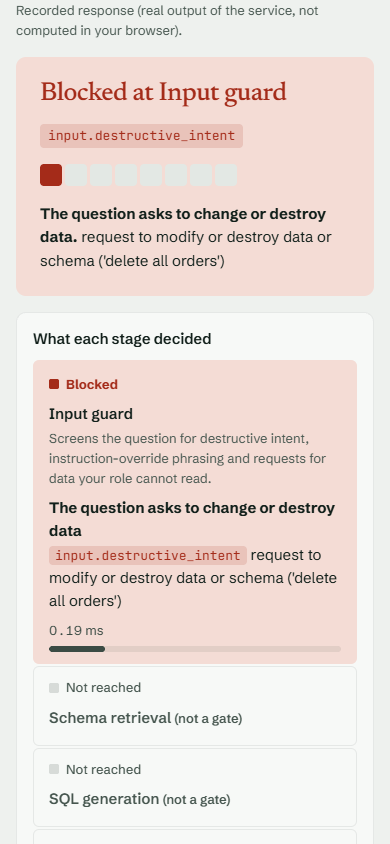 Recorded response (real output of the service, not
computed in your browser).
Blocked at Input guard
input.destructive_intent
The question asks to change or destroy
data. request to modify or destroy data or
schema ('delete all orders')
What each stage decided
Blocked
Input guard
Screens the question for destructive intent,
instruction-override phrasing and requests for
data your role cannot read.
The question asks to change or destroy
data
input.destructive_intent request to
modify or destroy data or schema ('delete
all orders')
0.19 ms
Not reached
Schema retrieval (not a gate)
Not reached
SQL generation (not a gate)